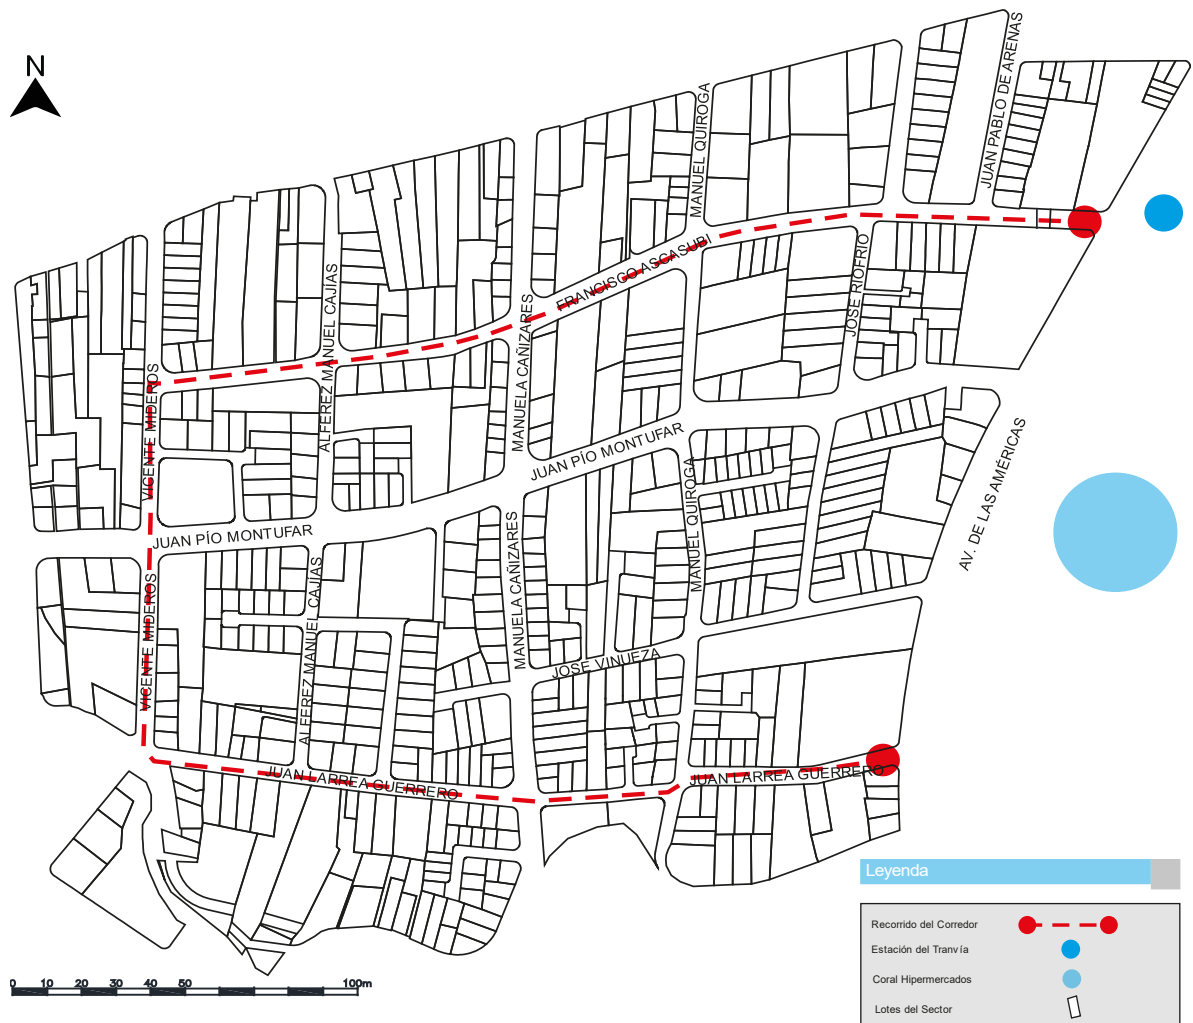 N
JUAN PABLO DE ARENAS
MANUEL QUIROGA
FRANCISCO ASCASUBI
JOSE RIOFRIO
ALFEREZ MANUEL CAJÍAS
MANUELA CAÑIZARES
VICENTE MIDEROS
JUAN PÍO MONTUFAR
AV. DE LAS AMÉRICAS
MANUEL QUIROGA
JUAN PÍO MONTUFAR
MANUELA CAÑIZARES
ALFEREZ MANUEL CAJÍAS
VICENTE MIDEROS
JOSE VINUEZA
JUAN LARREA GUERRERO
JUAN LARREA GUERRERO
Leyenda
Recorrido del Corredor
Estación del Tranvía
Coral Hipermercados
Lotes del Sector
0 10 20 30 40 50 100m